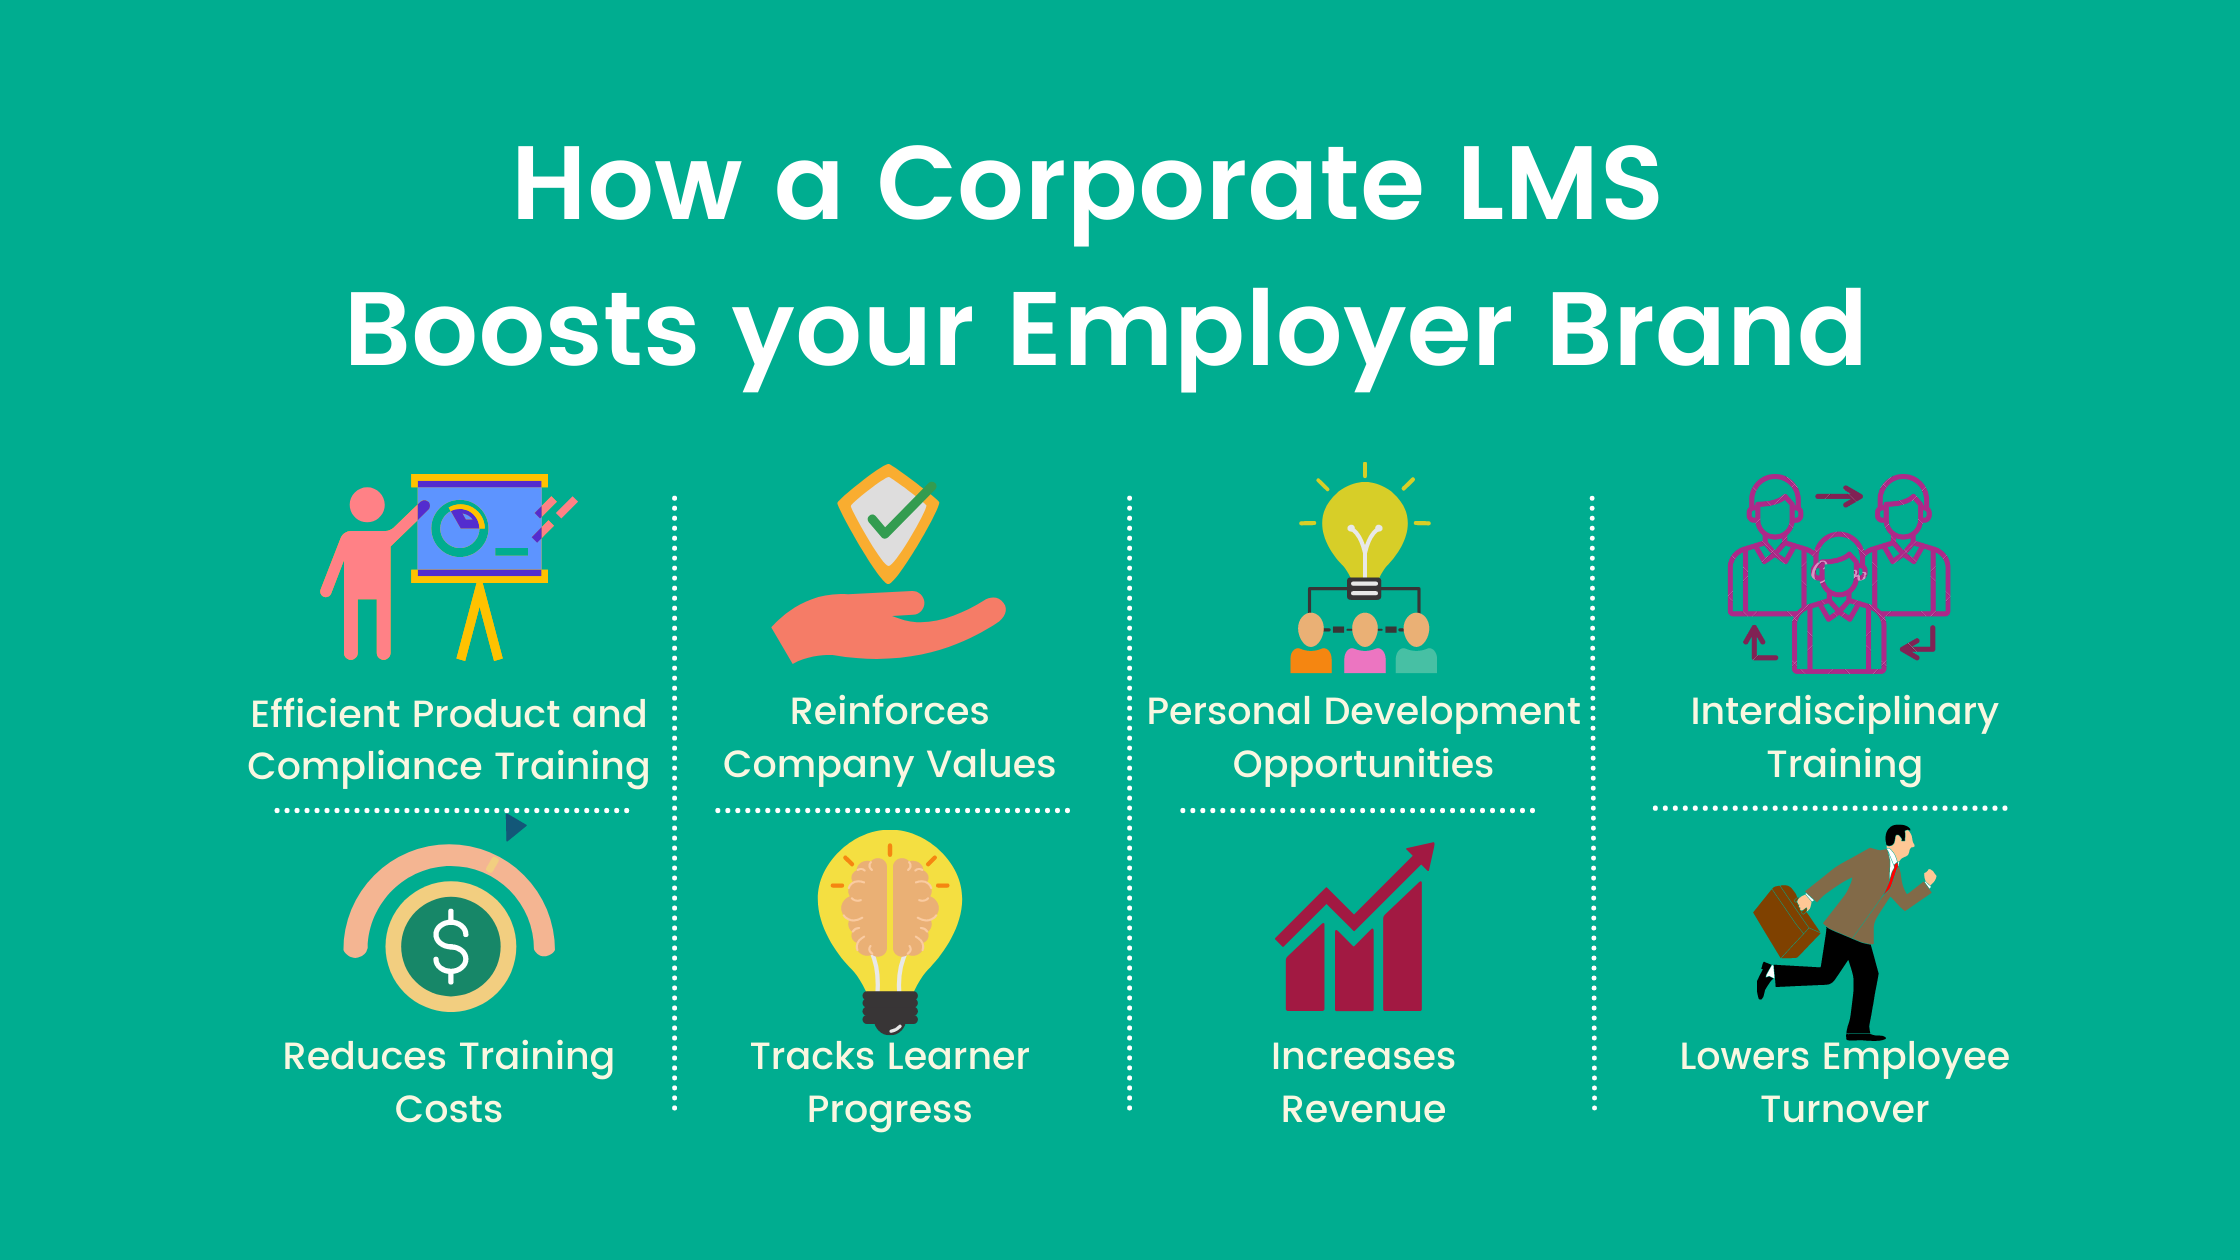 How a Corporate LMS
Boosts your Employer Brand
Efficient Product and
Compliance Training
Reinforces
Company Values
Personal Development
Opportunities
Interdisciplinary
Training
Reduces Training
Costs
Tracks Learner
Progress
Increases
Revenue
Lowers Employee
Turnover